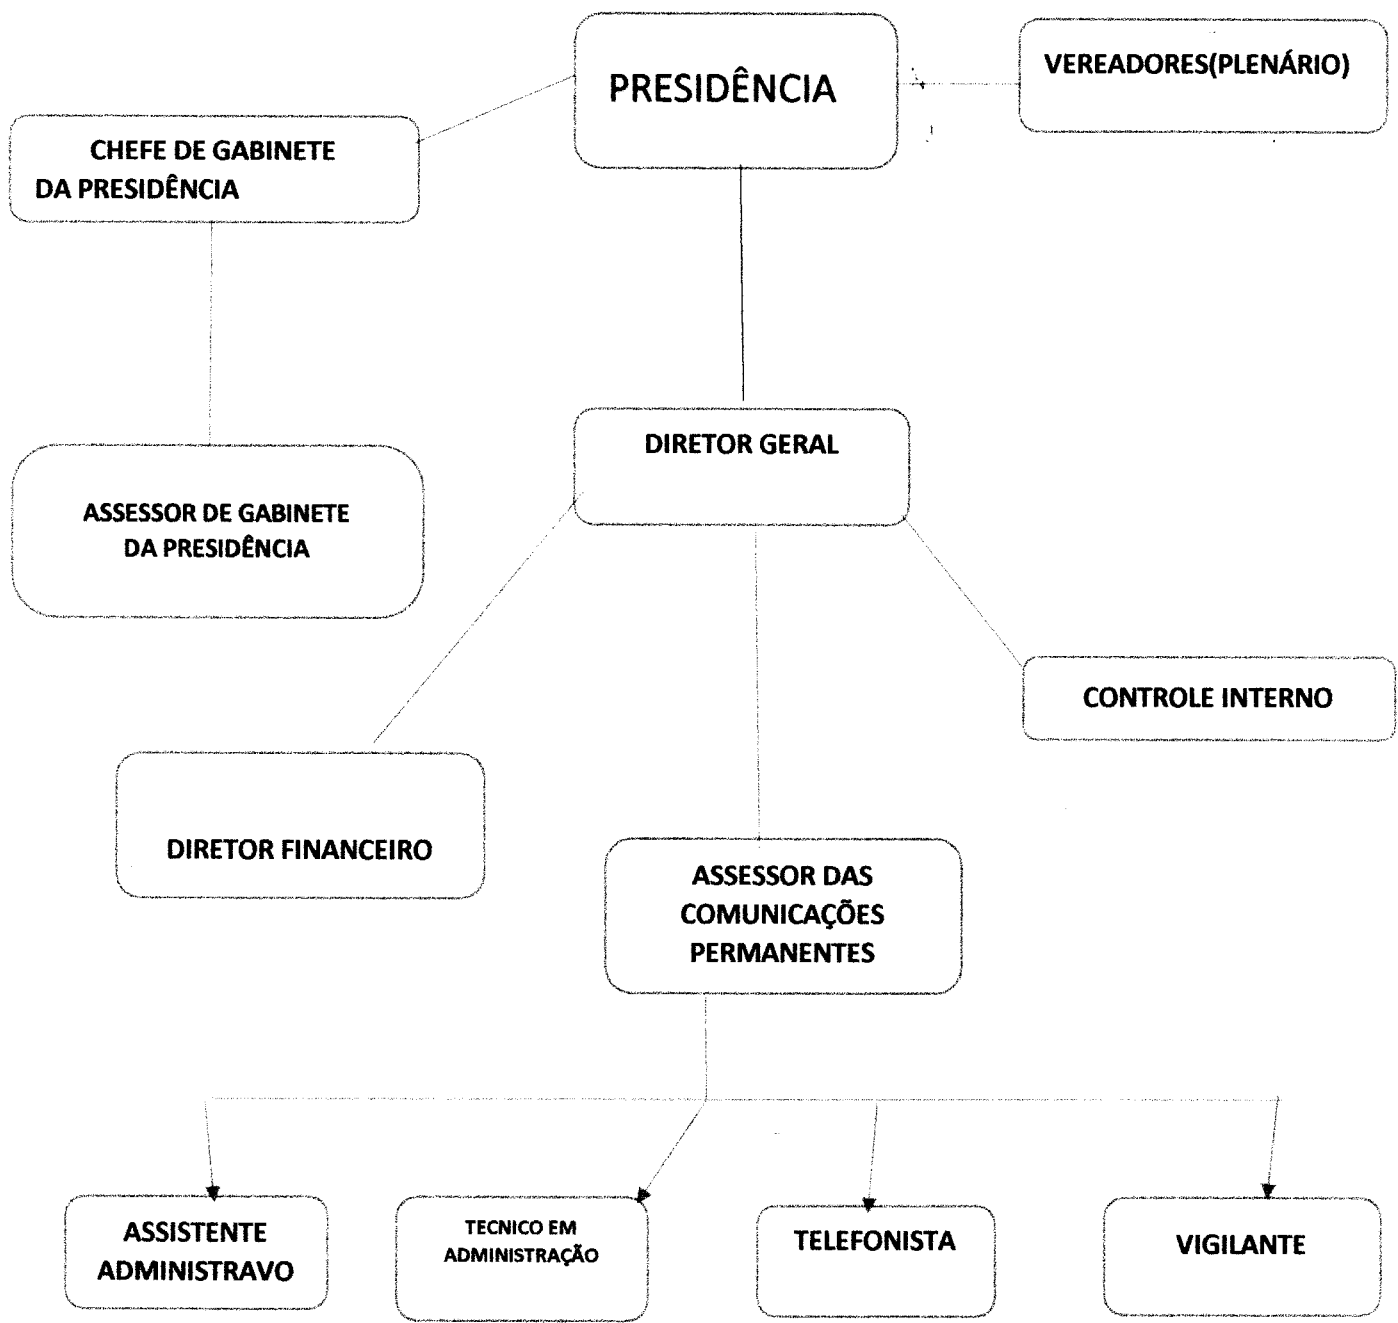 PRESIDÊNCIA
VEREADORES(PLENÁRIO)
CHEFE DE GABINETE
DA PRESIDÊNCIA
DIRETOR GERAL
ASSESSOR DE GABINETE
DA PRESIDÊNCIA
CONTROLE INTERNO
DIRETOR FINANCEIRO
ASSESSOR DAS
COMUNICAÇÕES
PERMANENTES
ASSISTENTE
ADMINISTRAVO
TECNICO EM
ADMINISTRAÇÃO
TELEFONISTA
VIGILANTE